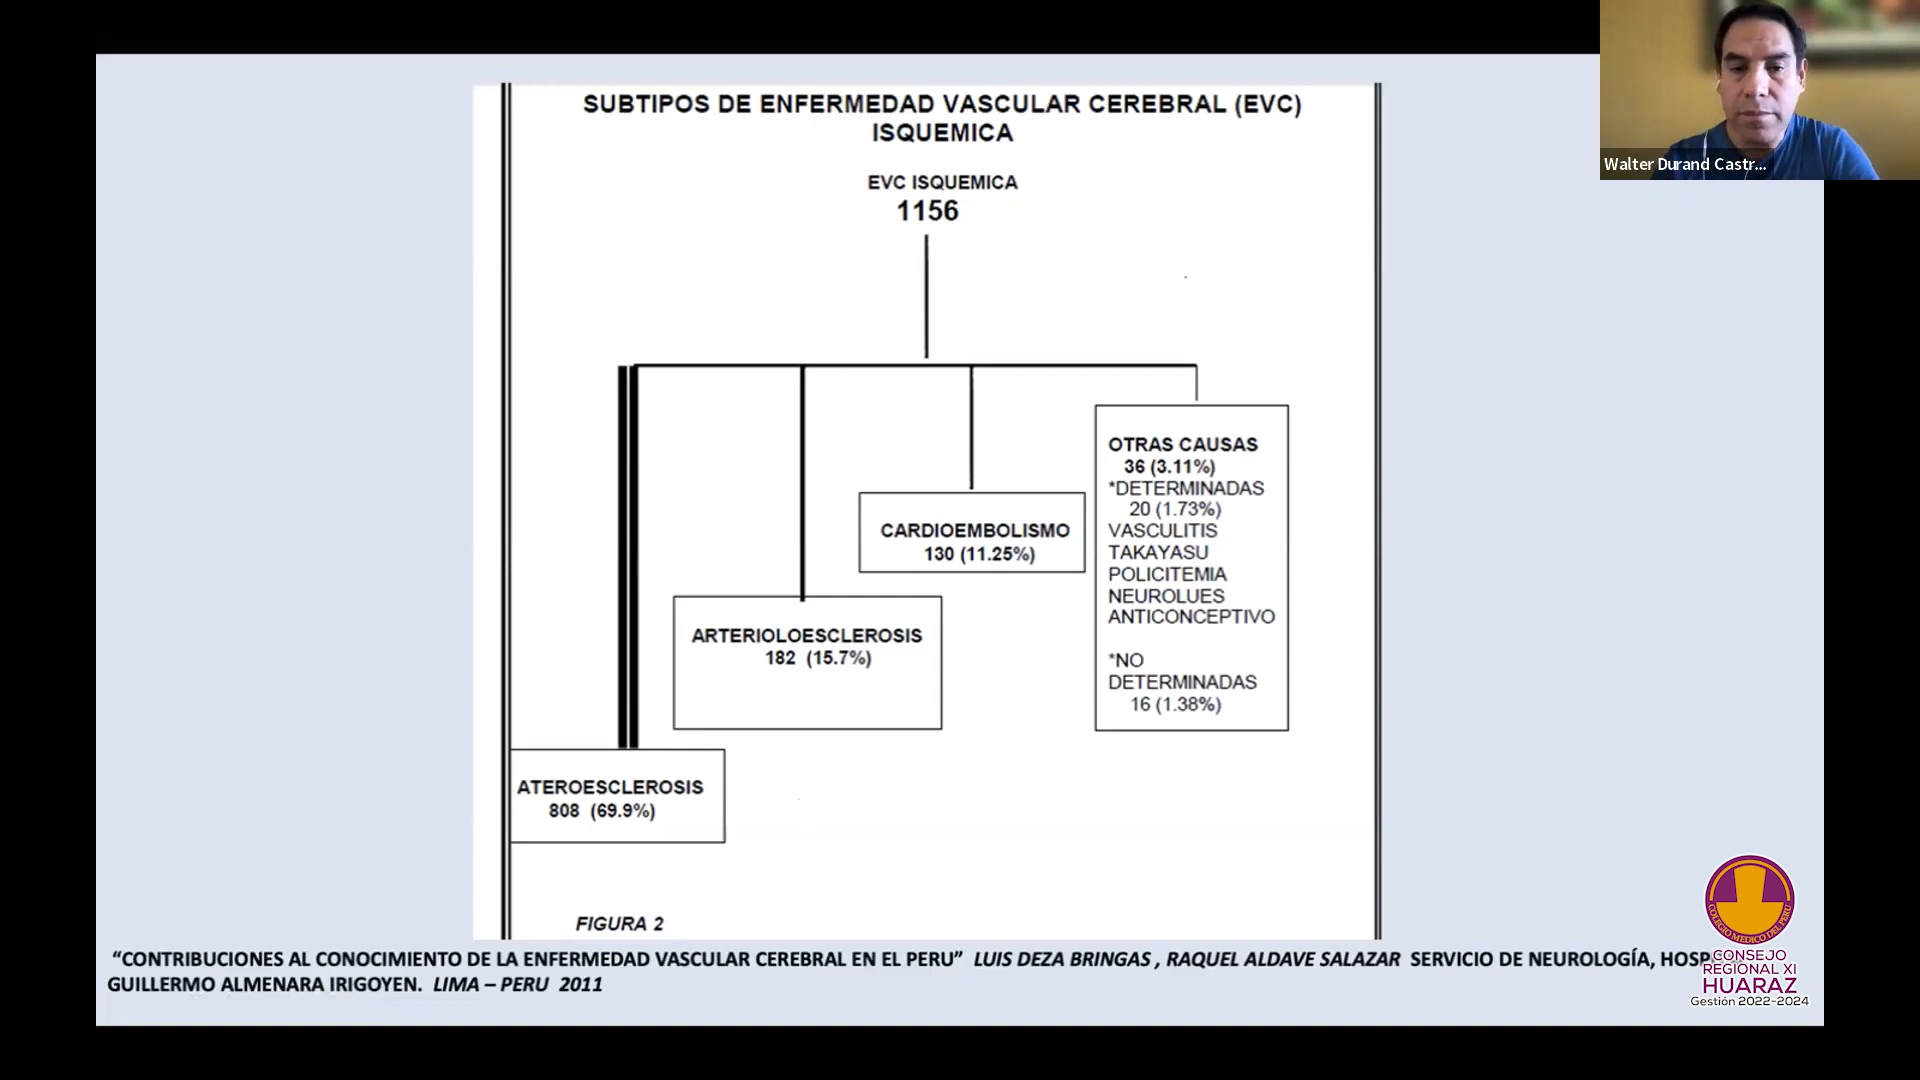 SUBTIPOS DE ENFERMEDAD VASCULAR CEREBRAL (EVC)
ISQUEMICA
EVC ISQUEMICA
1156
OTRAS CAUSAS
36 (3.11%)
*DETERMINADAS
20 (1.73%)
VASCULITIS
TAKAYASU
POLICITEMIA
NEUROLUES
ANTICONCEPTIVO
*NO
DETERMINADAS
16 (1.38%)
CARDIOEMBOLISMO
130 (11.25%)
ARTERIOLOESCLEROSIS
182 (15.7%)
ATEROESCLEROSIS
808 (69.9%)
FIGURA 2
“CONTRIBUCIONES AL CONOCIMIENTO DE LA ENFERMEDAD VASCULAR CEREBRAL EN EL PERU” LUIS DEZA BRINGAS , RAQUEL ALDAVE SALAZAR SERVICIO DE NEUROLOGÍA, HOSP
GUILLERMO ALMENARA IRIGOYEN. LIMA – PERU 2011
Walter Durand Castr...
COLEGIO MEDICO DEL PERU
CONSEJO
REGIONAL XI
HUARAZ
Gestión 2022-2024